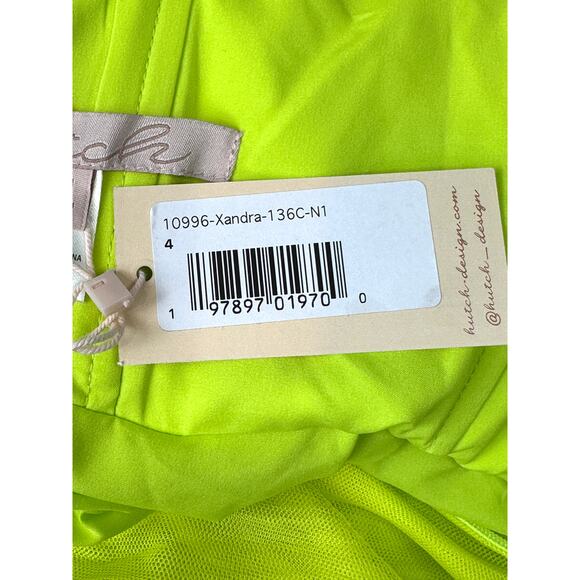 10996-Xandra-136C-N1
4
1 97897 01970 0
hutch-design.com
@hutch_design